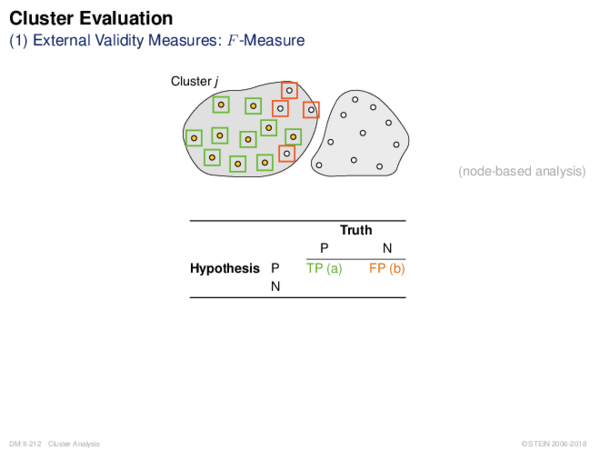 Cluster Evaluation
(1) External Validity Measures: F-Measure
Cluster j
(node-based analysis)
Truth
P N
Hypothesis P TP (a) FP (b)
N
DM:II-212 Cluster Analysis ©STEIN 2006-2018